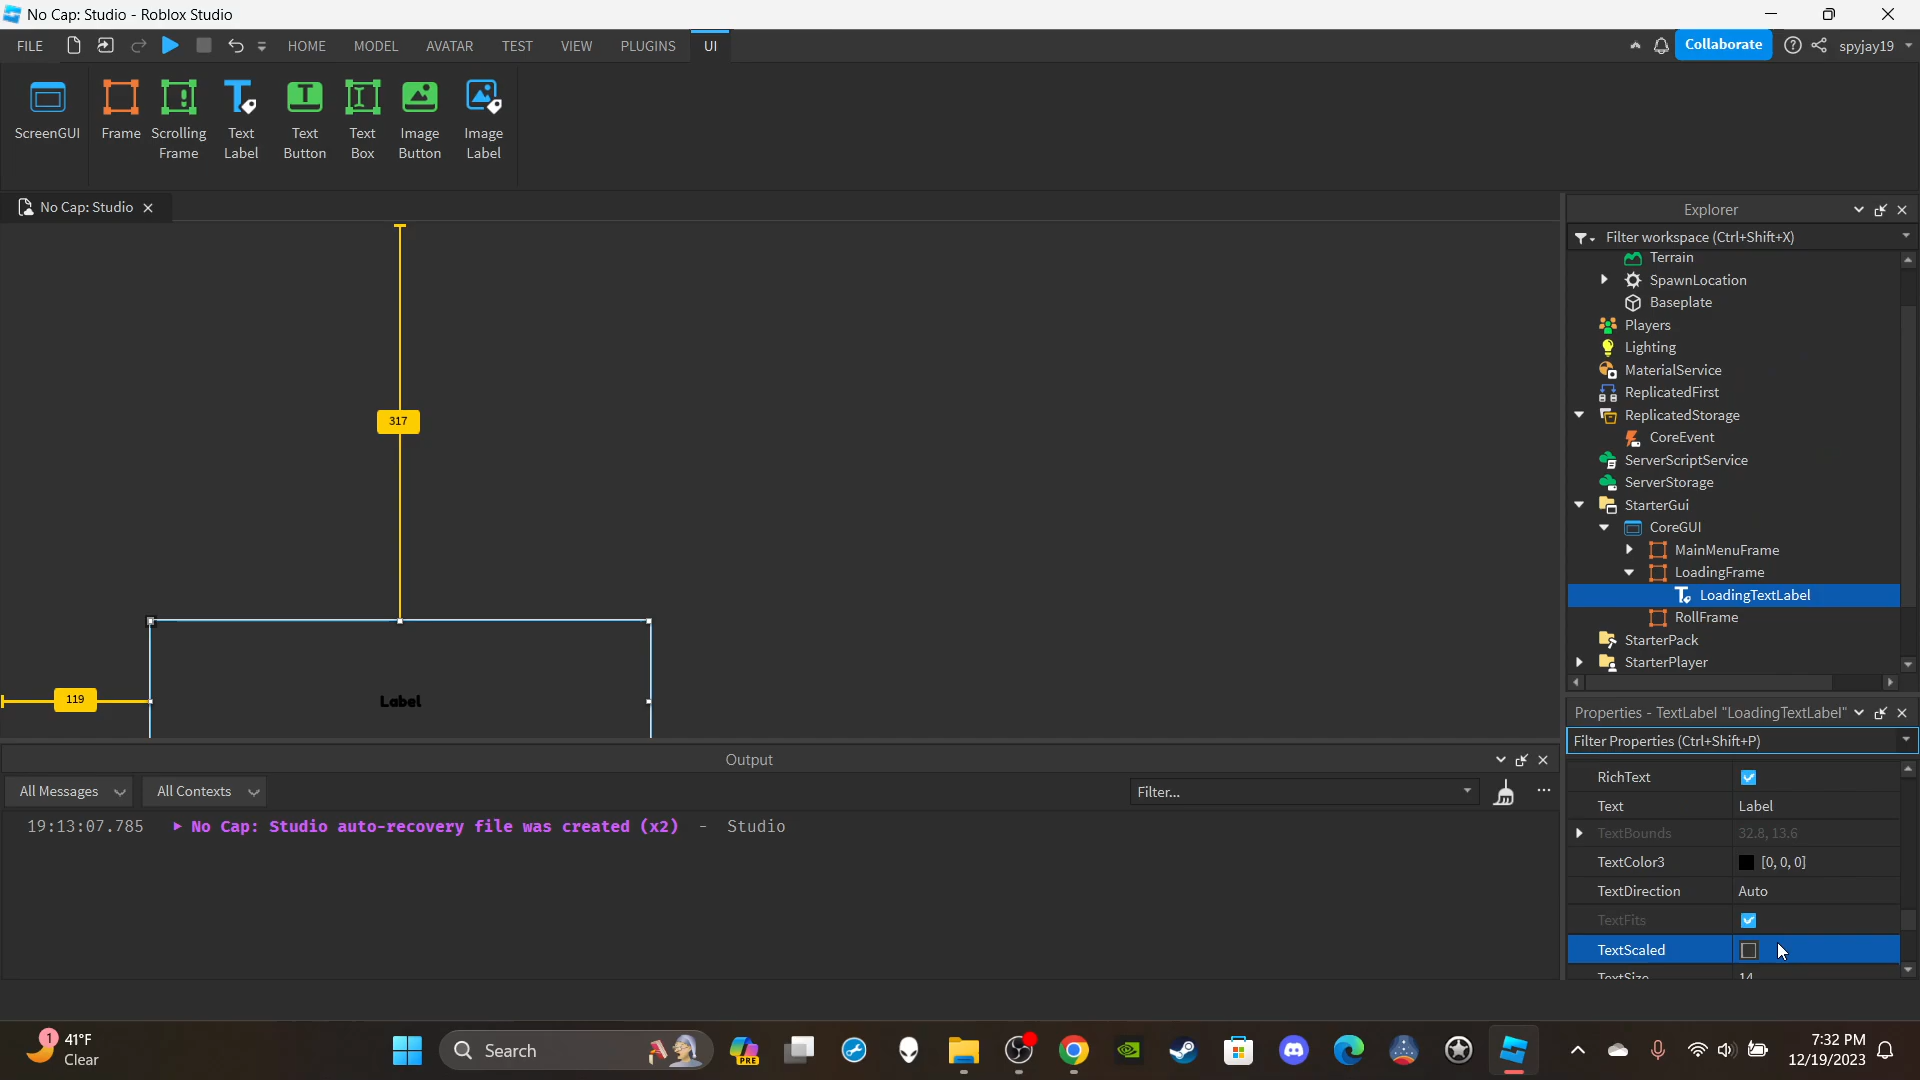 No Cap: Studio - Roblox Studio
FILE
HOME
MODEL
AVATAR
TEST
VIEW
PLUGINS
UI
Collaborate
spyjay19
ScreenGUI
Frame
Scrolling
Frame
Text
Label
Text
Button
Text
Box
Image
Button
Image
Label
No Cap: Studio
317
119
Label
Explorer
Filter workspace (Ctrl+Shift+X)
Terrain
SpawnLocation
Baseplate
Players
Lighting
MaterialService
ReplicatedFirst
ReplicatedStorage
CoreEvent
ServerScriptService
ServerStorage
StarterGui
CoreGUI
MainMenuFrame
LoadingFrame
LoadingTextLabel
RollFrame
StarterPack
StarterPlayer
Properties - TextLabel "LoadingTextLabel"
Filter Properties (Ctrl+Shift+P)
RichText
Text Label
TextBounds 32.8, 13.6
TextColor3 [0, 0, 0]
TextDirection Auto
TextFits
TextScaled
TextSize 14
Output
All Messages
All Contexts
Filter...
19:13:07.785 No Cap: Studio auto-recovery file was created (x2) - Studio
1
41°F
Clear
Search
PRE
7:32 PM
12/19/2023